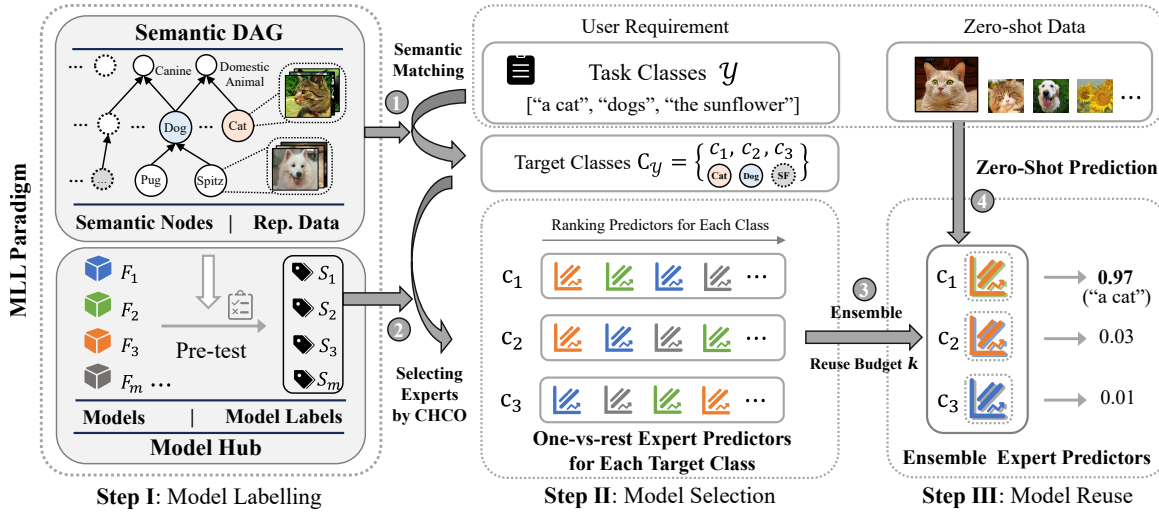 MLL Paradigm
Semantic DAG
...
Canine
Domestic
Animal
...
...
Dog
...
Cat
...
...
Pug
Spitz
Semantic Nodes | Rep. Data
F1
F2
F3
Fm ...
Pre-test
S1
S2
S3
Sm
Models | Model Labels
Model Hub
Step I: Model Labelling
Semantic
Matching
1
2
Selecting
Experts
by CHCO
User Requirement
Task Classes 𝒴
[“a cat”, “dogs”, “the sunflower”]
Target Classes C𝒴 = { c1, c2, c3 }
Cat Dog SF
Ranking Predictors for Each Class
c1 ...
c2 ...
c3 ...
One-vs-rest Expert Predictors
for Each Target Class
Step II: Model Selection
3
Ensemble
Reuse Budget k
Zero-shot Data
...
Zero-Shot Prediction
4
c1
0.97
(“a cat”)
c2
0.03
c3
0.01
Ensemble Expert Predictors
Step III: Model Reuse